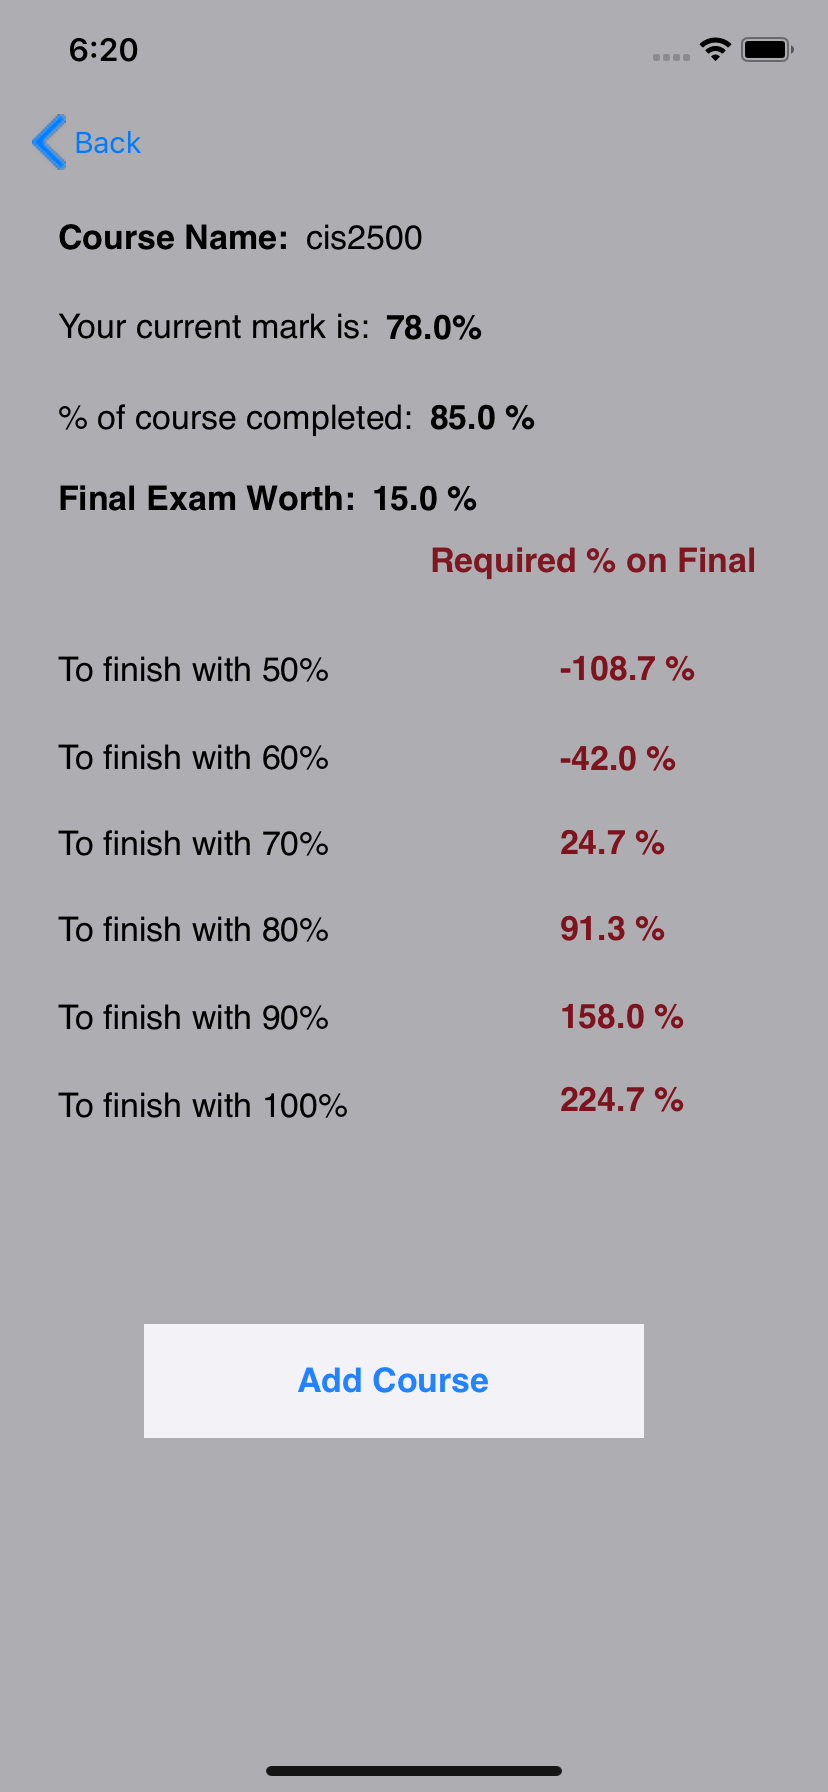 6:20
Back
Course Name: cis2500
Your current mark is: 78.0%
% of course completed: 85.0 %
Final Exam Worth: 15.0 %
Required % on Final
To finish with 50% -108.7 %
To finish with 60% -42.0 %
To finish with 70% 24.7 %
To finish with 80% 91.3 %
To finish with 90% 158.0 %
To finish with 100% 224.7 %
Add Course